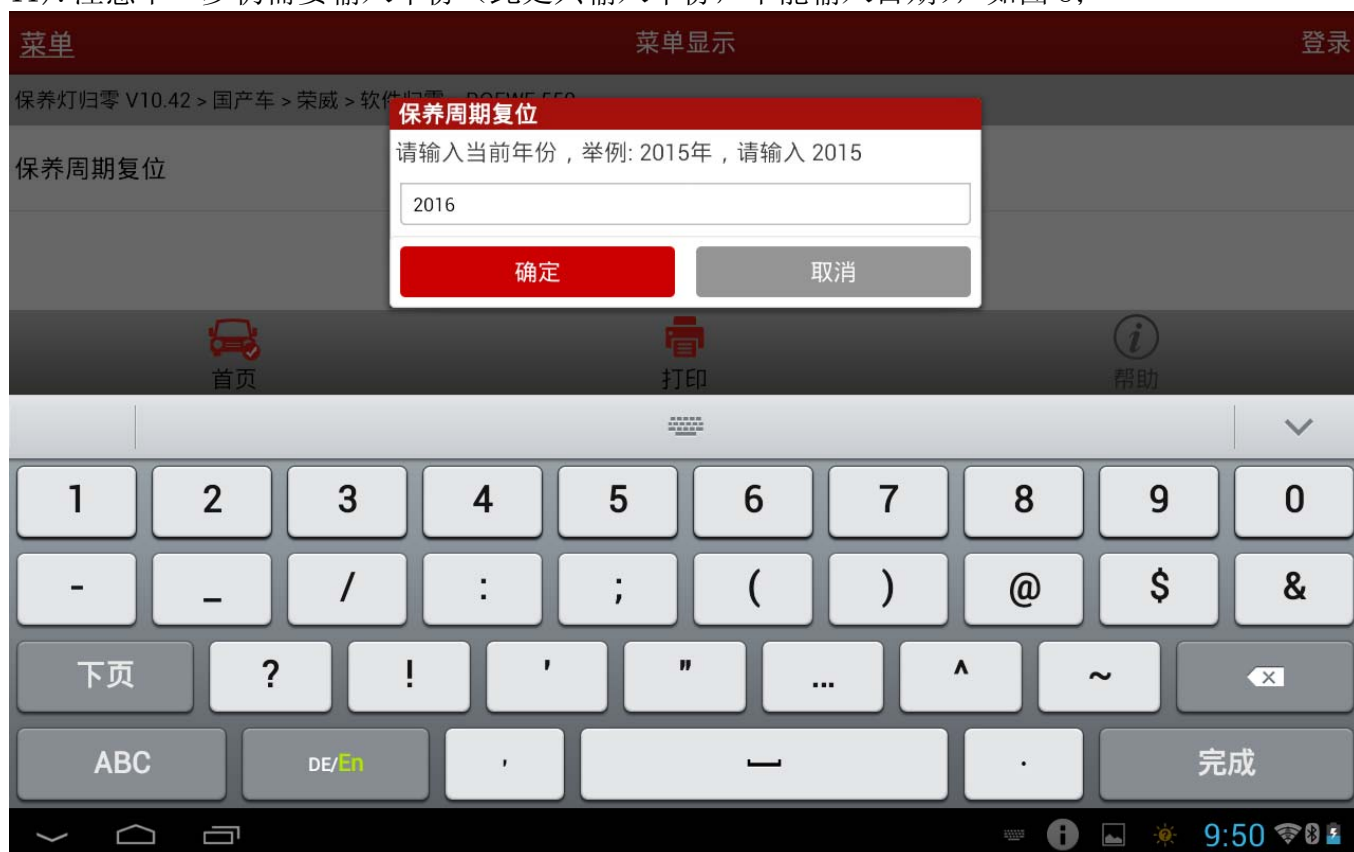 菜单
菜单显示
登录
保养灯归零 V10.42 > 国产车 > 荣威 > 软件归零
保养周期复位
保养周期复位
请输入当前年份，举例: 2015年，请输入 2015
2016
确定
取消
首页
打印
帮助
1 2 3 4 5 6 7 8 9 0
- _ / : ; ( ) @ $ &
下页 ? ! ' " ... ^ ~
ABC DE/En , .
完成
9:50